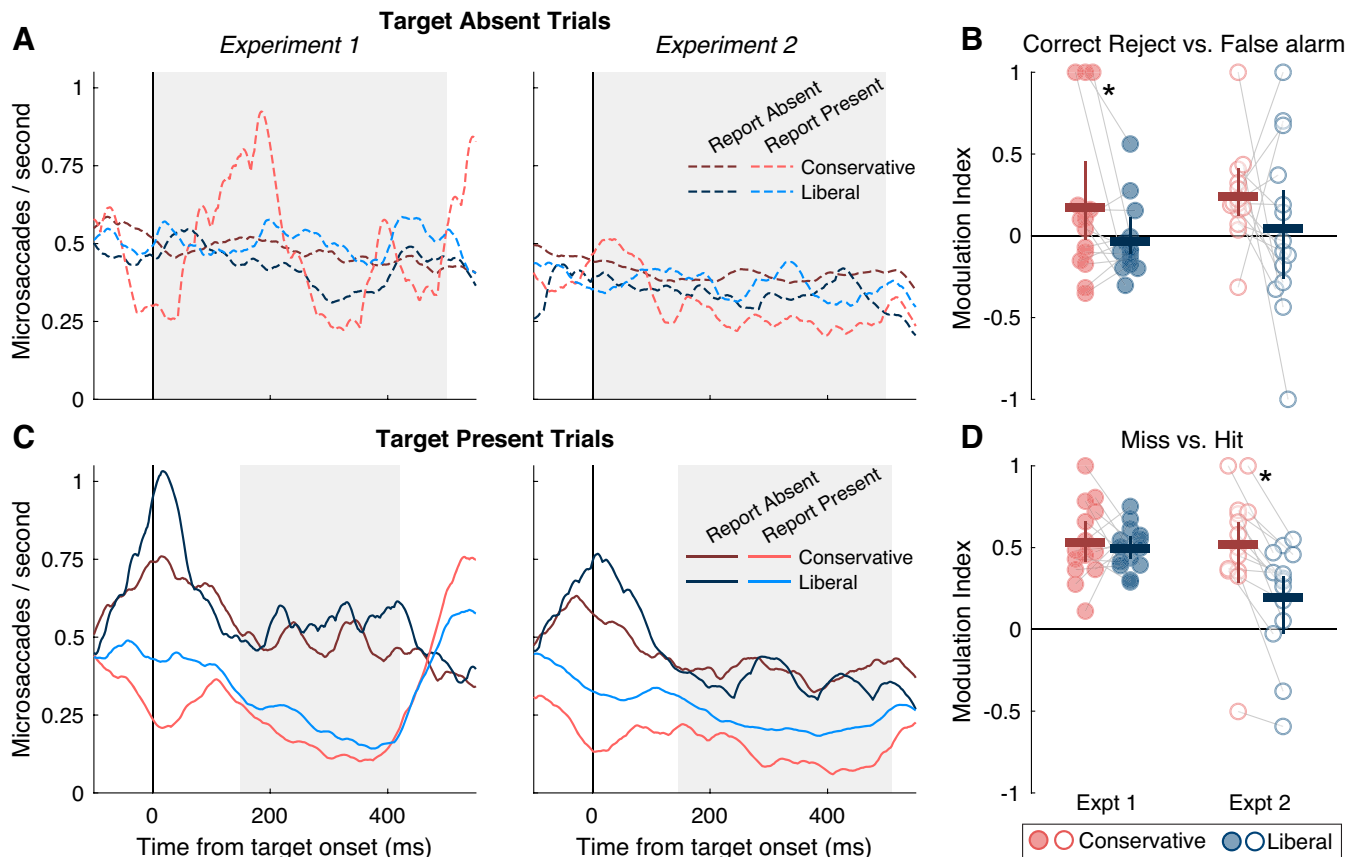 Target Absent Trials
A
Experiment 1
Experiment 2
Microsaccades / second
1
0.75
0.5
0.25
0
Report Absent
Report Present
Conservative
Liberal
B
Correct Reject vs. False alarm
Modulation Index
1
0.5
0
-0.5
-1
*
C
Target Present Trials
Microsaccades / second
1
0.75
0.5
0.25
0
0
200
400
Time from target onset (ms)
Report Absent
Report Present
Conservative
Liberal
0
200
400
Time from target onset (ms)
D
Miss vs. Hit
Modulation Index
1
0.5
0
-0.5
-1
*
Expt 1
Expt 2
Conservative
Liberal